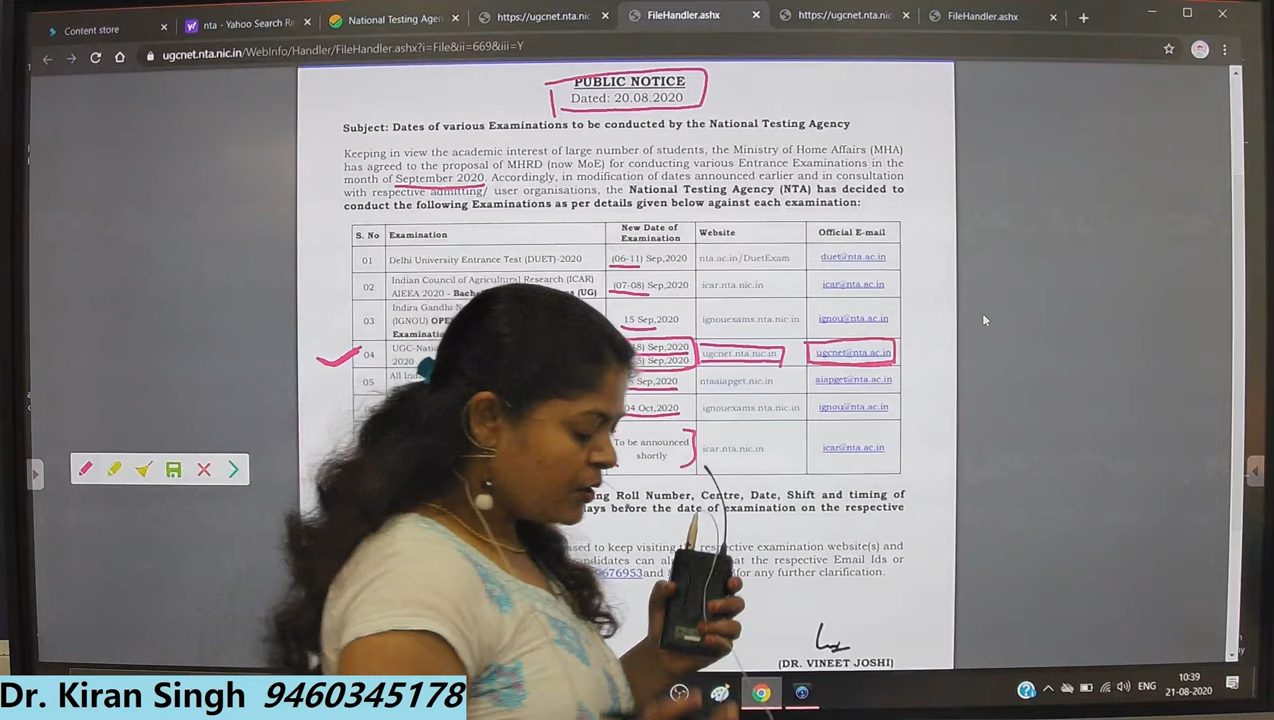 Content store
nta - Yahoo Search Re
National Testing Agen
https://ugcnet.nta.nic
FileHandler.ashx
https://ugcnet.nta.nic
FileHandler.ashx
ugcnet.nta.nic.in/WebInfo/Handler/FileHandler.ashx?i=File&ii=669&iii=Y
PUBLIC NOTICE
Dated: 20.08.2020
Subject: Dates of various Examinations to be conducted by the National Testing Agency
Keeping in view the academic interest of large number of students, the Ministry of Home Affairs (MHA)
has agreed to the proposal of MHRD (now MoE) for conducting various Entrance Examinations in the
month of September 2020. Accordingly, in modification of dates announced earlier and in consultation
with respective admitting/ user organisations, the National Testing Agency (NTA) has decided to
conduct the following Examinations as per details given below against each examination:
S. No Examination New Date of Examination Website Official E-mail
01 Delhi University Entrance Test (DUET)-2020 (06-11) Sep,2020 nta.ac.in/DuetExam duet@nta.ac.in
02 Indian Council of Agricultural Research (ICAR) (07-08) Sep,2020 icar.nta.nic.in icar@nta.ac.in
AIEEA 2020 - (UG)
03 Indira Gandhi 15 Sep,2020 ignouexams.nta.nic.in ignou@nta.ac.in
(IGNOU)
04 UGC- Sep,2020 ugcnet.nta.nic.in ugcnet@nta.ac.in
2020 Sep,2020
05 All Sep,2020 ntaaiapget.nic.in aiapget@nta.ac.in
04 Oct,2020 ignouexams.nta.nic.in ignou@nta.ac.in
To be announced shortly icar.nta.nic.in icar@nta.ac.in
Roll Number, Centre, Date, Shift and timing of
before the date of examination on the respective
to keep visiting respective examination website(s) and
can at the respective Email Ids or
for any further clarification.
(DR. VINEET JOSHI)
ENG
10:39
21-08-2020
Dr. Kiran Singh 9460345178